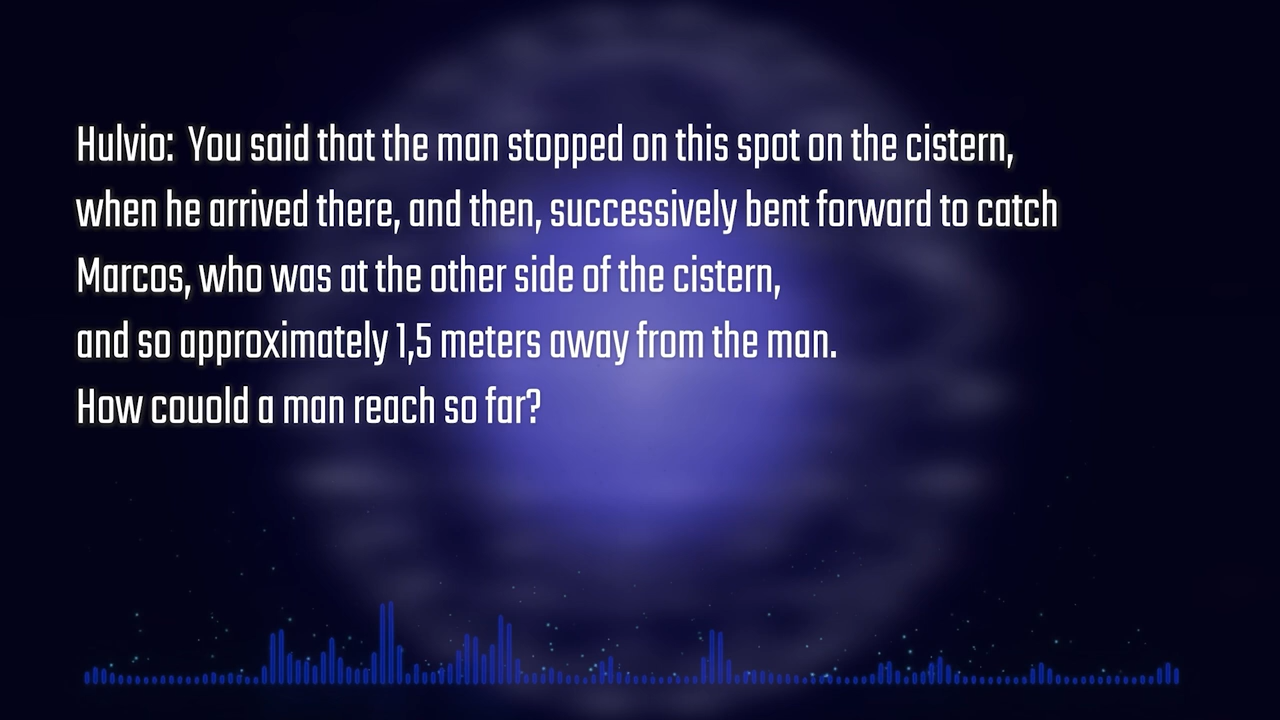 Hulvio:  You said that the man stopped on this spot on the cistern,
when he arrived there, and then, successively bent forward to catch
Marcos, who was at the other side of the cistern,
and so approximately 1,5 meters away from the man.
How couold a man reach so far?